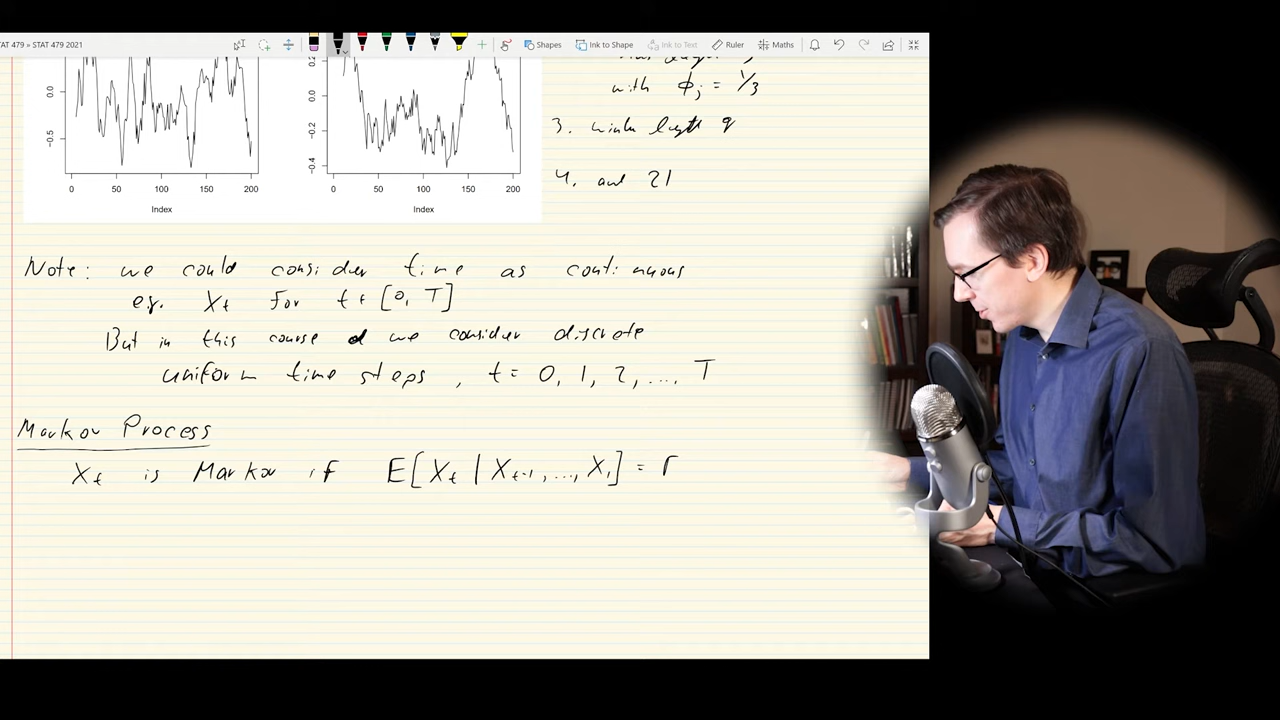 TAT 479 » STAT 479 2021
Shapes Ink to Shape Ink to Text Ruler Maths
0.0
-0.5
0 50 100 150 200
Index
0.2
0.0
-0.2
-0.4
0 50 100 150 200
Index
with ϕj = 1/3
3. window length 9
4. and 21
Note: we could consider time as continuous
e.g. Xt for t ∈ [0, T]
But in this course we consider discrete
uniform time steps, t = 0, 1, 2, ..., T
Markov Process
Xt is Markov if E[Xt | Xt-1, ..., X1] =